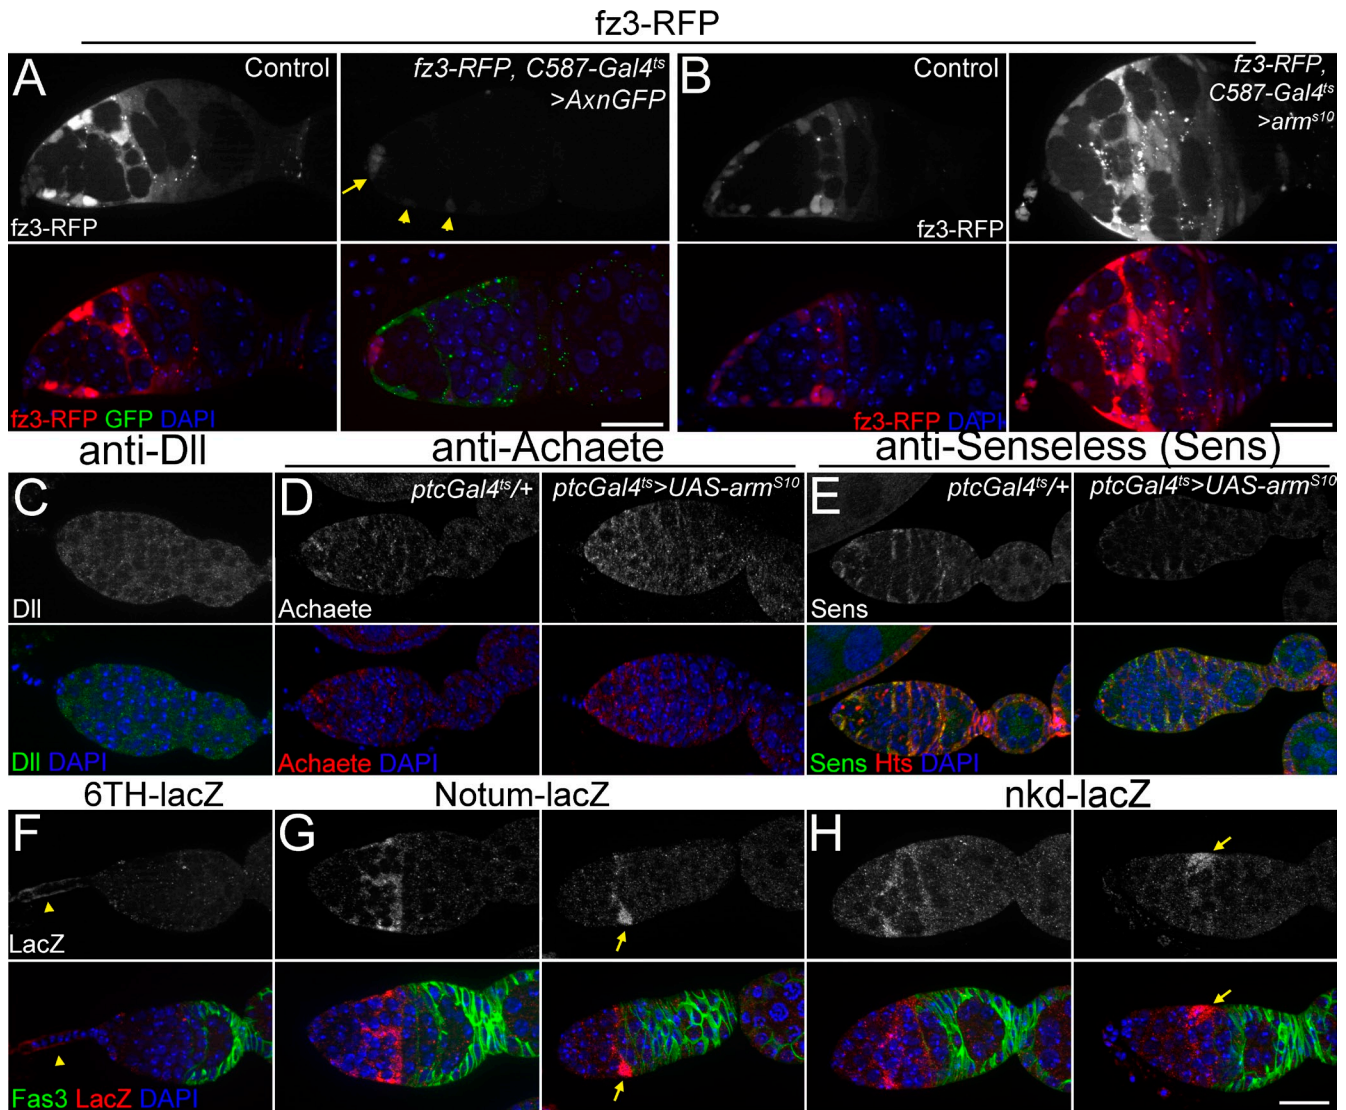 fz3-RFP
A
Control
fz3-RFP
fz3-RFP, C587-Gal4ts
>AxnGFP
B
Control
fz3-RFP
fz3-RFP,
C587-Gal4ts
>arms10
fz3-RFP GFP DAPI
fz3-RFP DAPI
anti-Dll
anti-Achaete
anti-Senseless (Sens)
C
Dll
D
ptcGal4ts/+
Achaete
ptcGal4ts>UAS-armS10
E
ptcGal4ts/+
Sens
ptcGal4ts>UAS-armS10
Dll DAPI
Achaete DAPI
Sens Hts DAPI
6TH-lacZ
Notum-lacZ
nkd-lacZ
F
LacZ
G
H
Fas3 LacZ DAPI